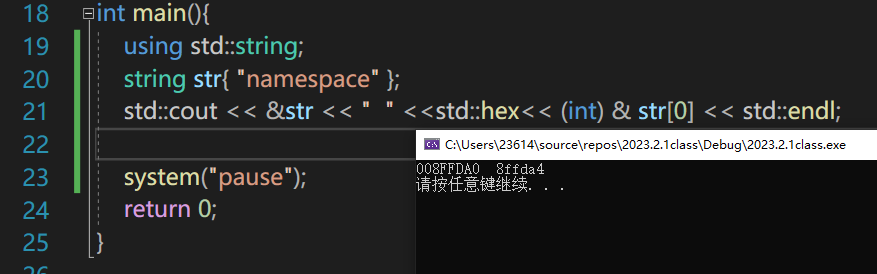 18 int main(){
19 using std::string;
20 string str{ "namespace" };
21 std::cout << &str << "  " <<std::hex<< (int) & str[0] << std::endl;
22
C:\Users\23614\source\repos\2023.2.1class\Debug\2023.2.1class.exe
008FFDA0  8ffda4
请按任意键继续. . .
23 system("pause");
24 return 0;
25 }
26